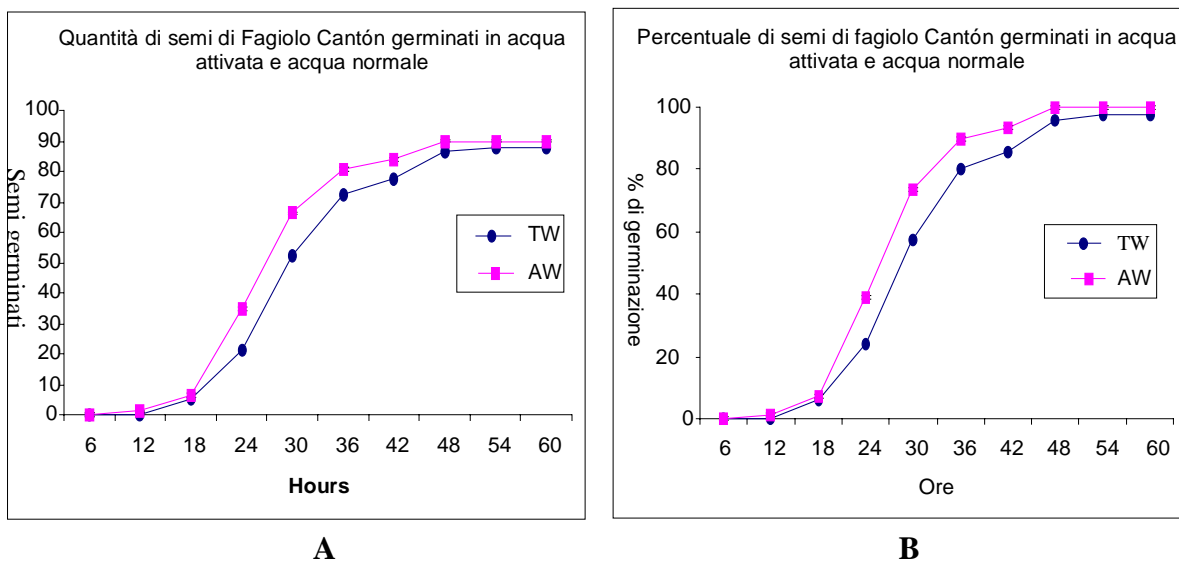 Quantità di semi di Fagiolo Cantón germinati in acqua
attivata e acqua normale
100
90
80
70
60
50
40
30
20
10
0
Semi germinati
6 12 18 24 30 36 42 48 54 60
Hours
TW
AW
A
Percentuale di semi di fagiolo Cantón germinati in acqua
attivata e acqua normale
100
80
60
40
20
0
% di germinazione
6 12 18 24 30 36 42 48 54 60
Ore
TW
AW
B